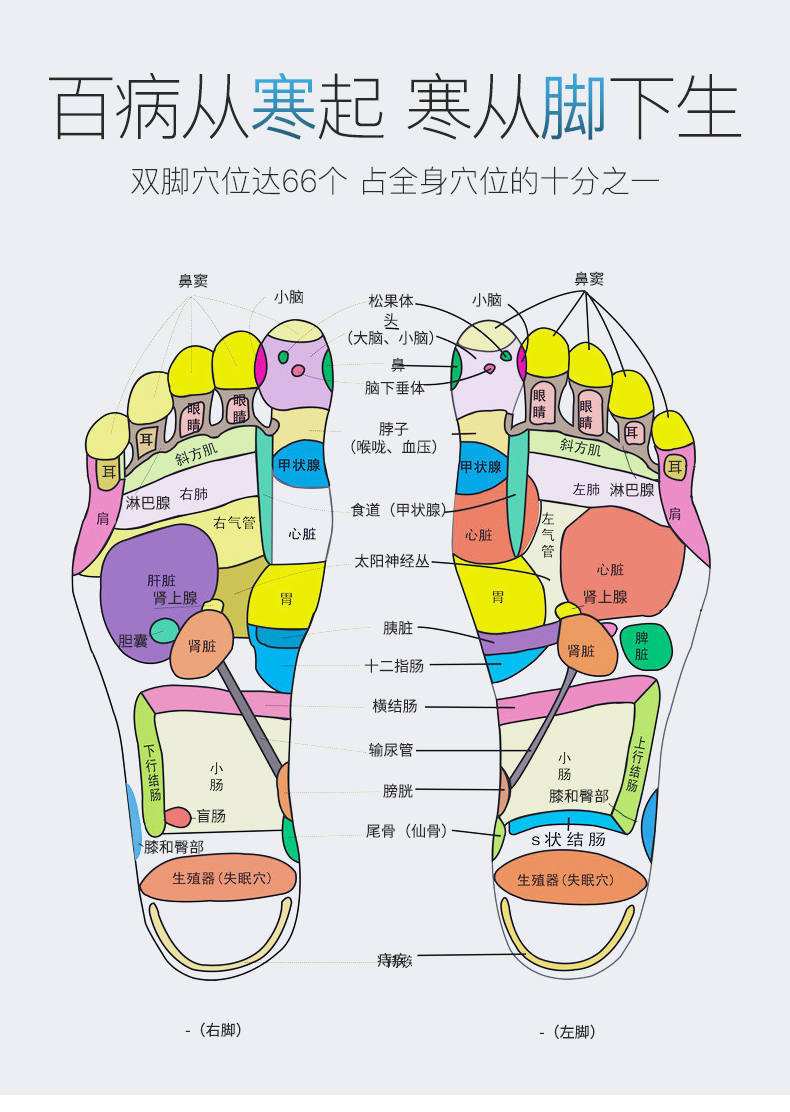 百病从寒起 寒从脚下生
双脚穴位达66个 占全身穴位的十分之一
鼻窦
小脑
松果体
头
(大脑、小脑)
鼻
脑下垂体
小脑
鼻窦
眼睛
眼睛
耳
耳
斜方肌
脖子
(喉咙、血压)
眼睛
眼睛
耳
耳
斜方肌
甲状腺
甲状腺
淋巴腺
右肺
肩
右气管
食道(甲状腺)
左肺
淋巴腺
肩
心脏
心脏
左气管
太阳神经丛
心脏
肝脏
肾上腺
胃
胃
肾上腺
胆囊
肾脏
胰脏
肾脏
脾脏
十二指肠
横结肠
下行结肠
小肠
输尿管
小肠
上行结肠
膀胱
膝和臀部
盲肠
尾骨(仙骨)
s状结肠
膝和臀部
生殖器(失眠穴)
生殖器(失眠穴)
痔疾
-(右脚)
-(左脚)